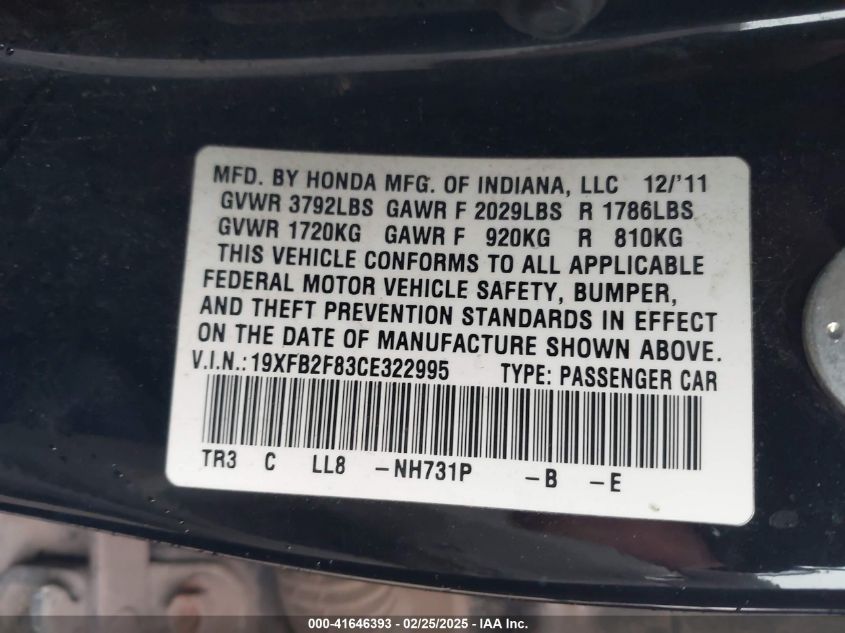 MFD. BY HONDA MFG. OF INDIANA, LLC 12/'11
GVWR 3792LBS GAWR F 2029LBS R 1786LBS
GVWR 1720KG GAWR F 920KG R 810KG
THIS VEHICLE CONFORMS TO ALL APPLICABLE
FEDERAL MOTOR VEHICLE SAFETY, BUMPER,
AND THEFT PREVENTION STANDARDS IN EFFECT
ON THE DATE OF MANUFACTURE SHOWN ABOVE.
V.I.N.:19XFB2F83CE322995 TYPE: PASSENGER CAR
TR3 C LL8 -NH731P -B -E
000-41646393 - 02/25/2025 - IAA Inc.